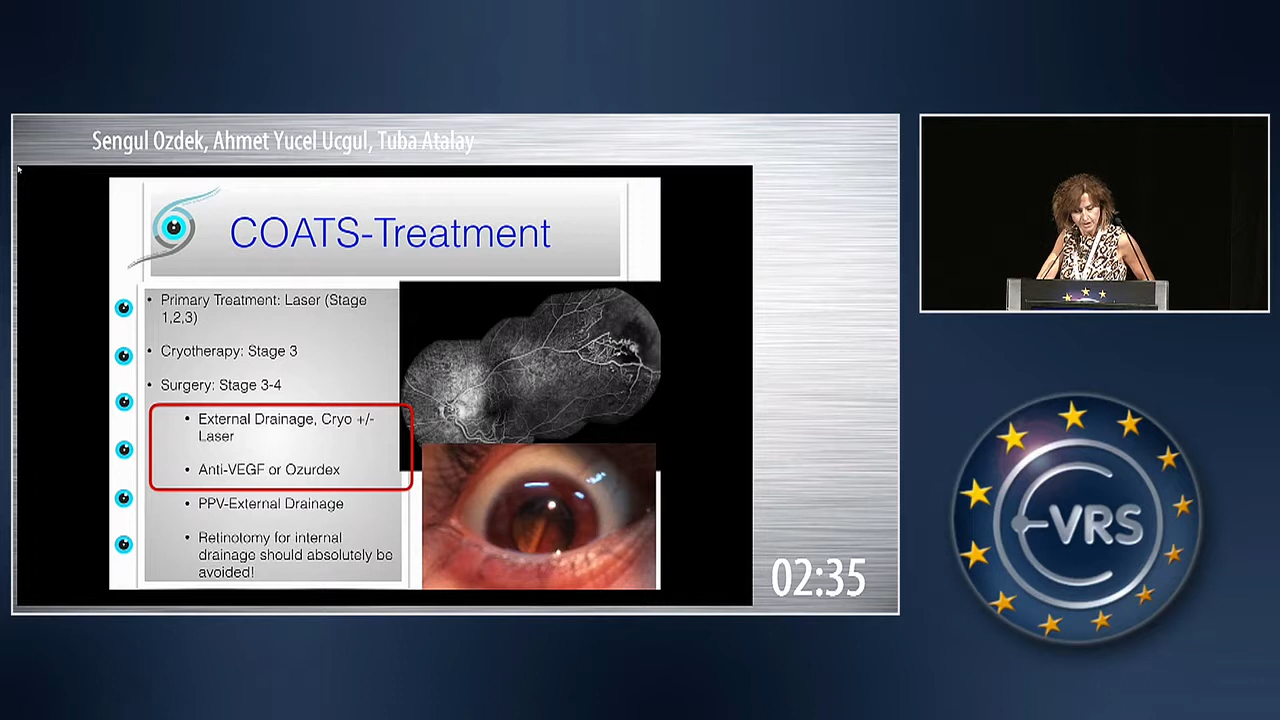 Sengul Ozdek, Ahmet Yucel Ucgul, Tuba Atalay
COATS-Treatment
• Primary Treatment: Laser (Stage
1,2,3)
• Cryotherapy: Stage 3
• Surgery: Stage 3-4
• External Drainage, Cryo +/-
Laser
• Anti-VEGF or Ozurdex
• PPV-External Drainage
• Retinotomy for internal
drainage should absolutely be
avoided!
02:35
EVRS